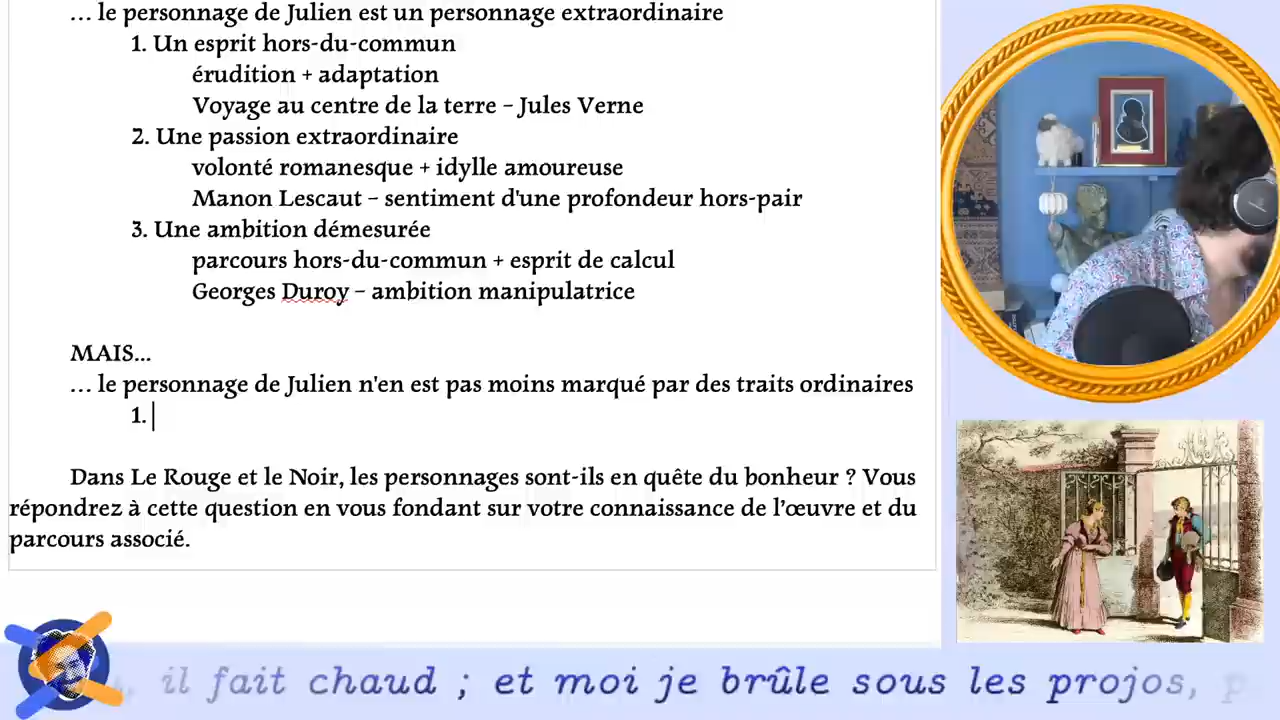 … le personnage de Julien est un personnage extraordinaire
1. Un esprit hors-du-commun
érudition + adaptation
Voyage au centre de la terre – Jules Verne
2. Une passion extraordinaire
volonté romanesque + idylle amoureuse
Manon Lescaut – sentiment d'une profondeur hors-pair
3. Une ambition démesurée
parcours hors-du-commun + esprit de calcul
Georges Duroy – ambition manipulatrice
MAIS...
… le personnage de Julien n'en est pas moins marqué par des traits ordinaires
1.
Dans Le Rouge et le Noir, les personnages sont-ils en quête du bonheur ? Vous
répondrez à cette question en vous fondant sur votre connaissance de l’œuvre et du
parcours associé.
, il fait chaud ; et moi je brûle sous les projos,